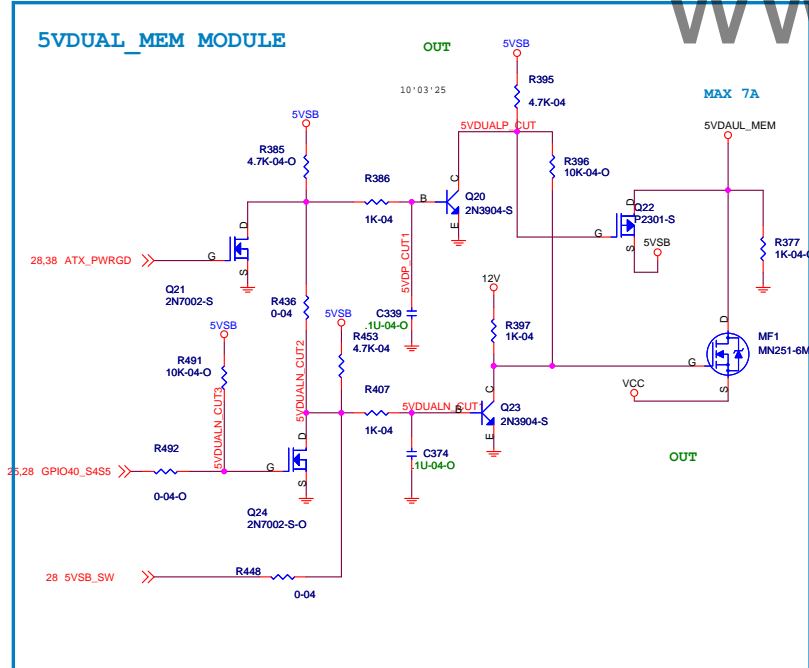 WW
5VDUAL_MEM MODULE
OUT
10'03'25
5VSB
R395
4.7K-04
MAX 7A
5VDAUL_MEM
5VSB
R385
4.7K-04-O
5VDUALP_CUT
R396
10K-04-O
R386
1K-04
B
C
E
Q20
2N3904-S
D
G
S
Q22
P2301-S
5VSB
R377
1K-04-O
28,38 ATX_PWRGD
D
G
S
Q21
2N7002-S
5VDP_CUT1
C339
.1U-04-O
12V
R397
1K-04
R436
0-04
5VSB
R453
4.7K-04
5VSB
R491
10K-04-O
5VDUALN_CUT2
5VDUALN_CUT3
R407
1K-04
5VDUALN_CUT1
B
C
E
Q23
2N3904-S
D
G
S
MF1
MN251-6M
VCC
OUT
C374
.1U-04-O
R492
0-04-O
GPIO40_S4S5
D
G
S
Q24
2N7002-S-O
28 5VSB_SW
R448
0-04